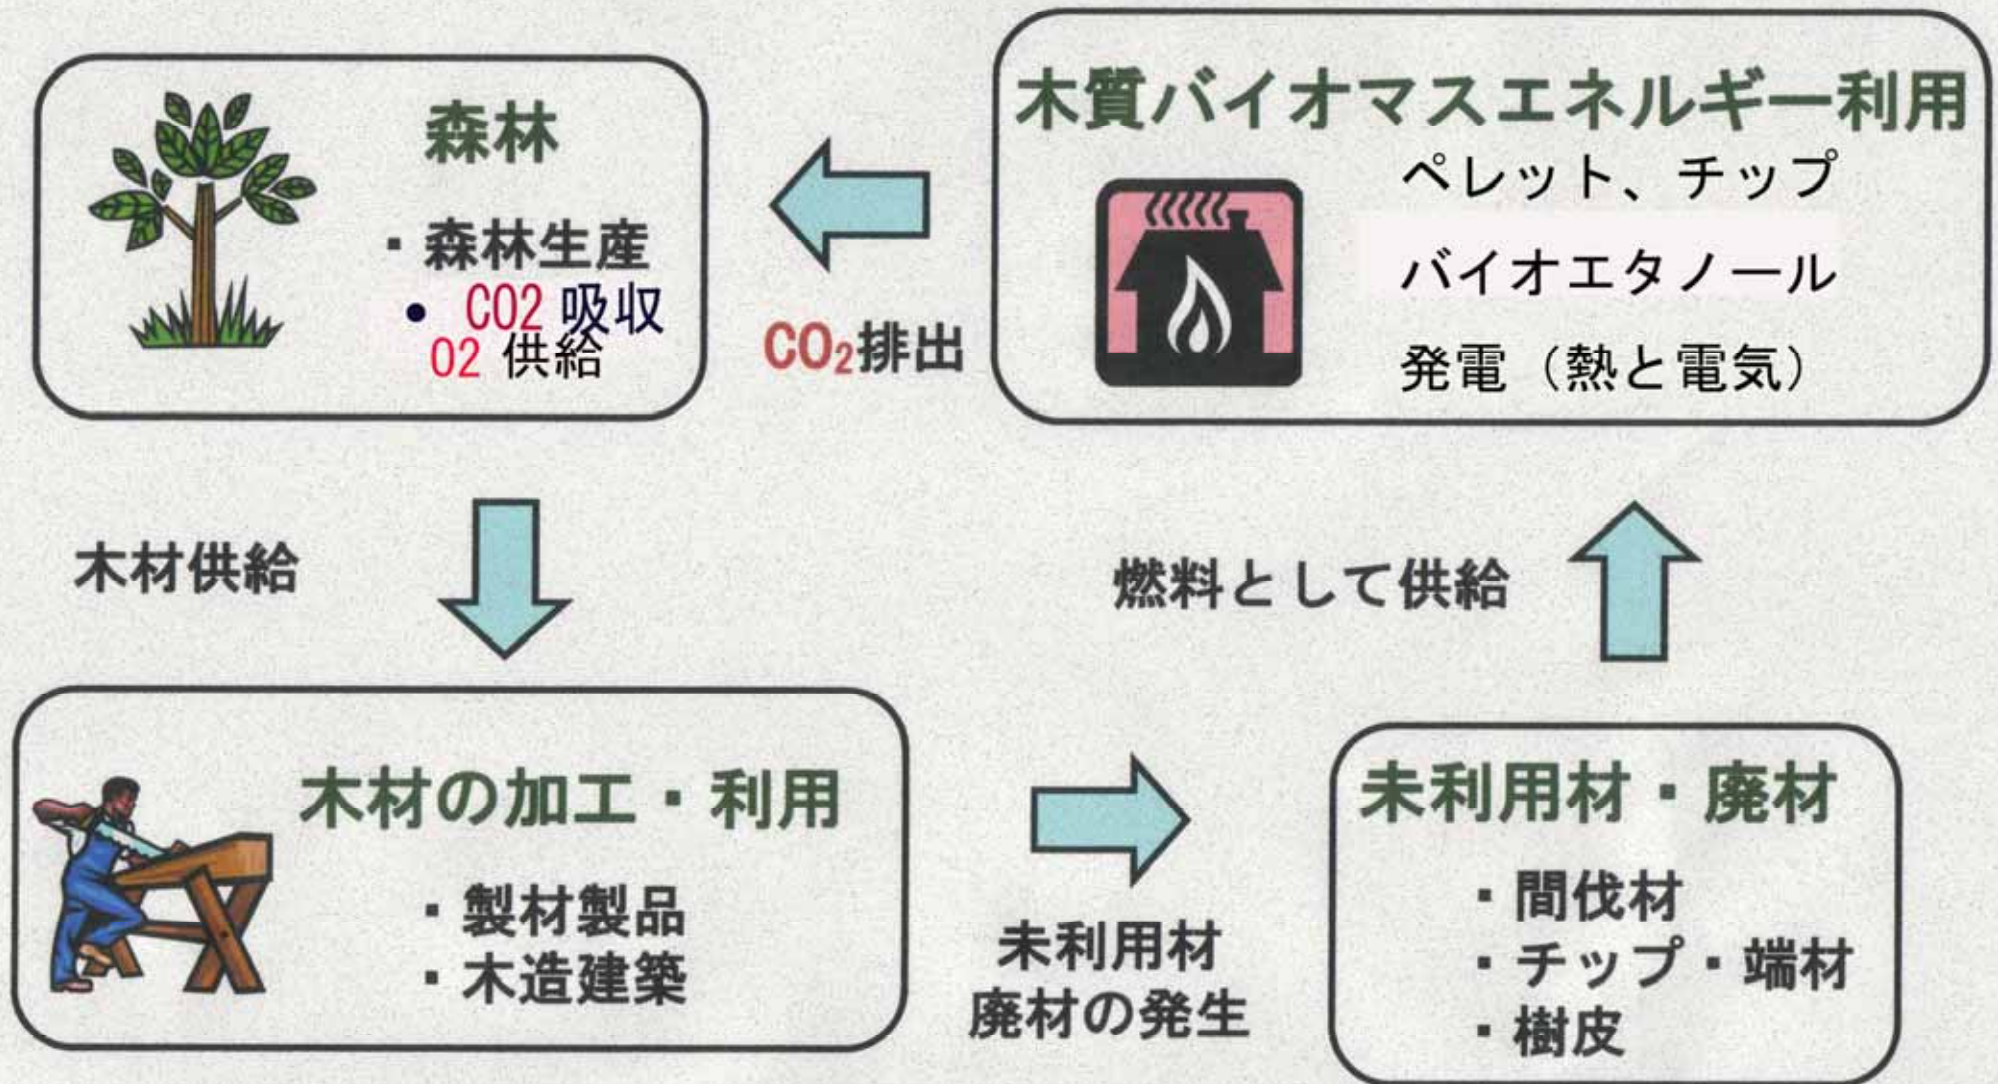 森林
・森林生産
• CO2 吸収
O2 供給
CO₂排出
木質バイオマスエネルギー利用
ペレット、チップ
バイオエタノール
発電（熱と電気）
木材供給
燃料として供給
木材の加工・利用
・製材製品
・木造建築
未利用材
廃材の発生
未利用材・廃材
・間伐材
・チップ・端材
・樹皮